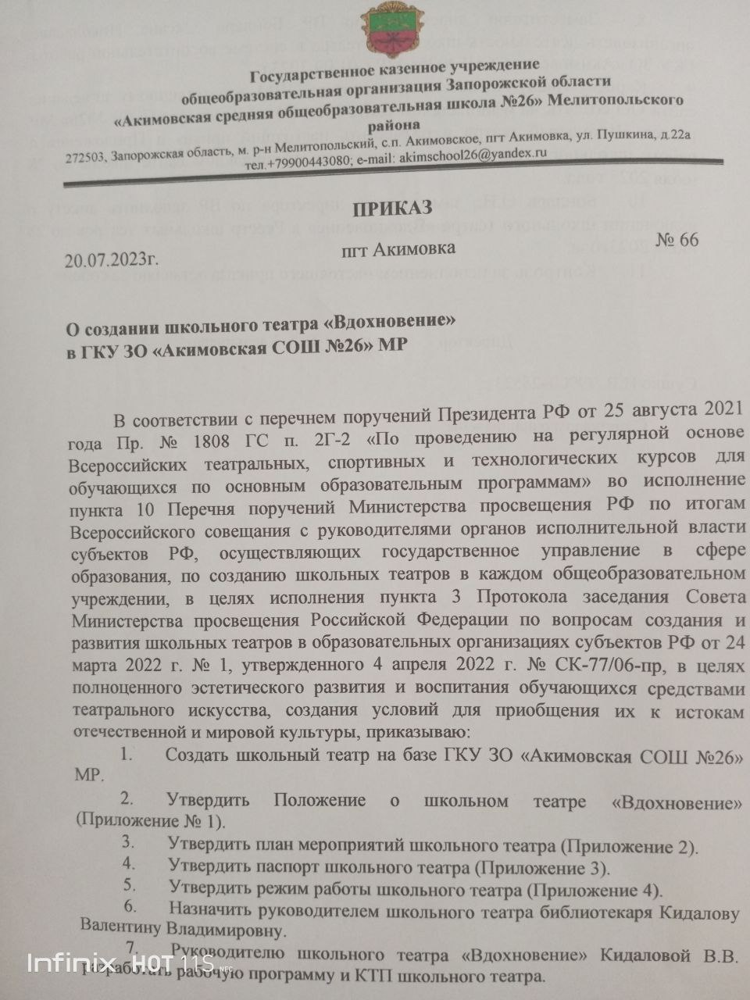 Государственное казенное учреждение
общеобразовательная организация Запорожской области
«Акимовская средняя общеобразовательная школа №26» Мелитопольского
района
272503, Запорожская область, м. р-н Мелитопольский, с.п. Акимовское, пгт Акимовка, ул. Пушкина, д.22а
тел.+79900443080; e-mail: akimschool26@yandex.ru
ПРИКАЗ
20.07.2023г. пгт Акимовка № 66
О создании школьного театра «Вдохновение»
в ГКУ ЗО «Акимовская СОШ №26» МР
В соответствии с перечнем поручений Президента РФ от 25 августа 2021
года Пр. № 1808 ГС п. 2Г-2 «По проведению на регулярной основе
Всероссийских театральных, спортивных и технологических курсов для
обучающихся по основным образовательным программам» во исполнение
пункта 10 Перечня поручений Министерства просвещения РФ по итогам
Всероссийского совещания с руководителями органов исполнительной власти
субъектов РФ, осуществляющих государственное управление в сфере
образования, по созданию школьных театров в каждом общеобразовательном
учреждении, в целях исполнения пункта 3 Протокола заседания Совета
Министерства просвещения Российской Федерации по вопросам создания и
развития школьных театров в образовательных организациях субъектов РФ от 24
марта 2022 г. № 1, утвержденного 4 апреля 2022 г. № СК-77/06-пр, в целях
полноценного эстетического развития и воспитания обучающихся средствами
театрального искусства, создания условий для приобщения их к истокам
отечественной и мировой культуры, приказываю:
1. Создать школьный театр на базе ГКУ ЗО «Акимовская СОШ №26»
МР.
2. Утвердить Положение о школьном театре «Вдохновение»
(Приложение № 1).
3. Утвердить план мероприятий школьного театра (Приложение 2).
4. Утвердить паспорт школьного театра (Приложение 3).
5. Утвердить режим работы школьного театра (Приложение 4).
6. Назначить руководителем школьного театра библиотекаря Кидалову
Валентину Владимировну.
7. Руководителю школьного театра «Вдохновение» Кидаловой В.В.
разработать рабочую программу и КТП школьного театра.
Infinix HOT 11S NFC